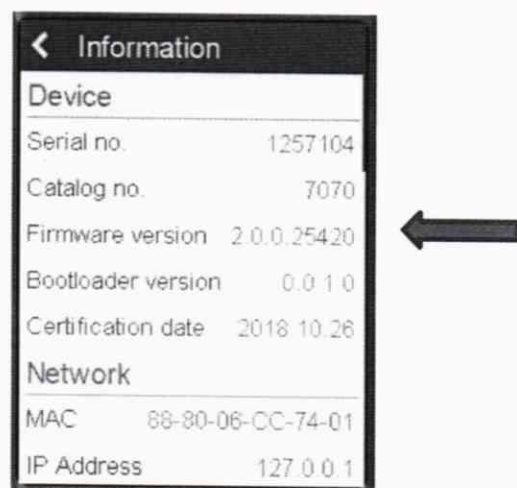 Information
Device
Serial no. 1257104
Catalog no. 7070
Firmware version 2.0.0.25420
Bootloader version 0.0.1.0
Certification date 2018.10.26
Network
MAC 88-80-06-CC-74-01
IP Address 127.0.0.1